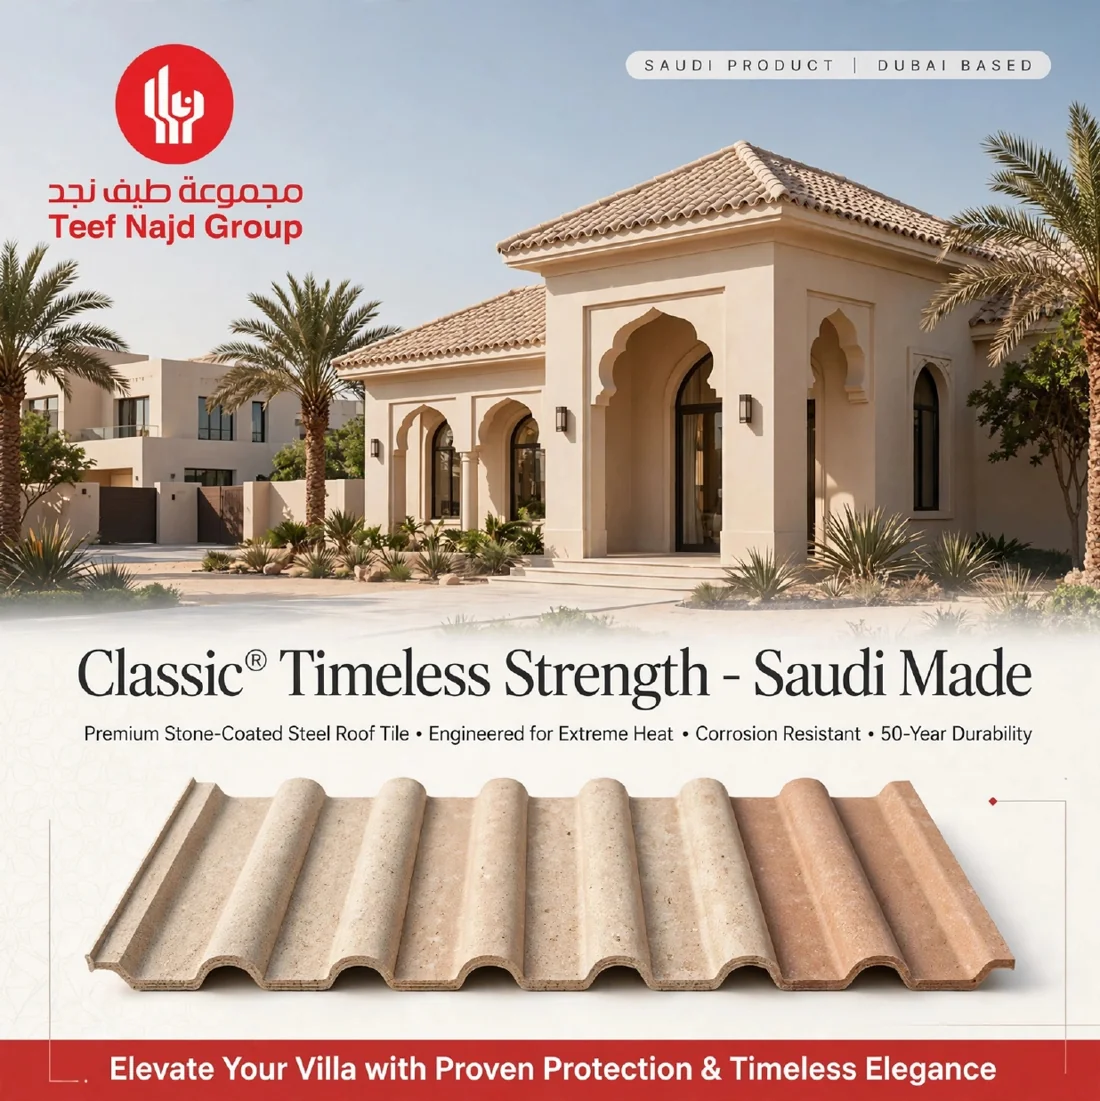 SAUDI PRODUCT | DUBAI BASED
مجموعة طيف نجد
Teef Najd Group
Classic® Timeless Strength - Saudi Made
Premium Stone-Coated Steel Roof Tile • Engineered for Extreme Heat • Corrosion Resistant • 50-Year Durability
Elevate Your Villa with Proven Protection & Timeless Elegance